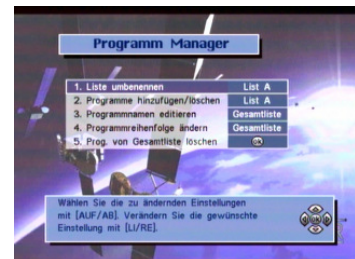 Programm Manager
1. Liste umbenennen List A
2. Programme hinzufügen/löschen List A
3. Programmnamen editieren Gesamtliste
4. Programmreihenfolge ändern Gesamtliste
5. Prog. von Gesamtliste löschen OK
Wählen Sie die zu ändernden Einstellungen
mit [AUF/AB]. Verändern Sie die gewünschte
Einstellung mit [LI/RE].
OK